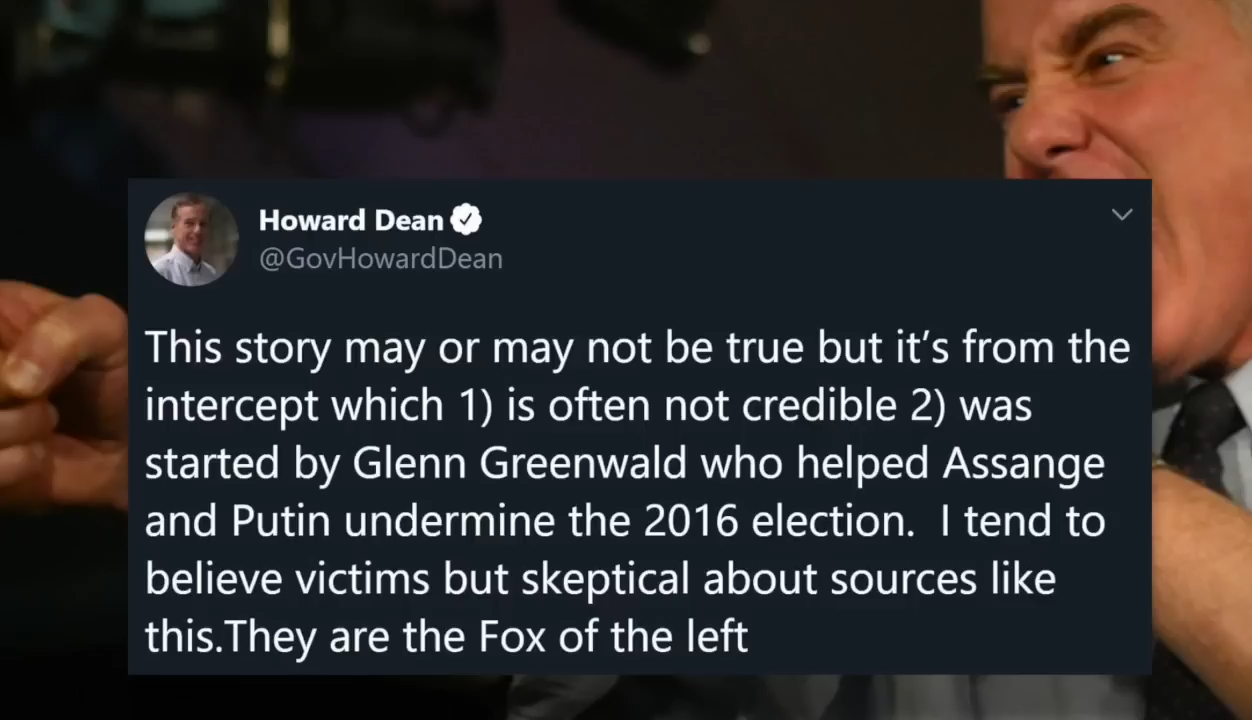 Howard Dean
@GovHowardDean
This story may or may not be true but it’s from the
intercept which 1) is often not credible 2) was
started by Glenn Greenwald who helped Assange
and Putin undermine the 2016 election.  I tend to
believe victims but skeptical about sources like
this.They are the Fox of the left